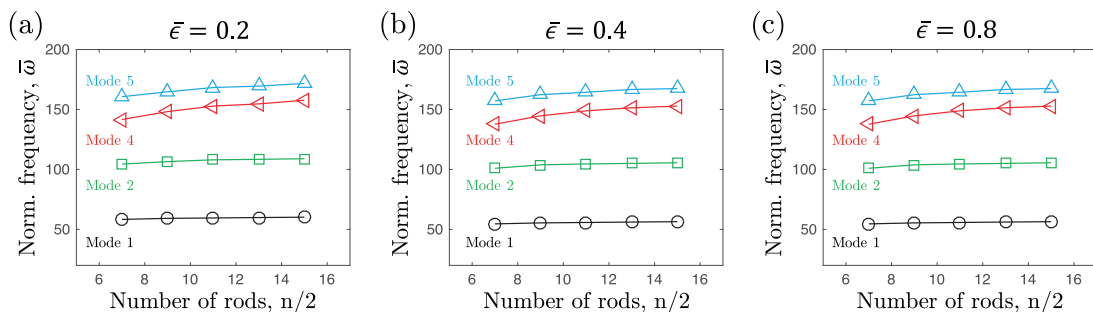 (a)
ϵ̄ = 0.2
Norm. frequency, ω̄
200
150
100
50
Mode 5
Mode 4
Mode 2
Mode 1
6 8 10 12 14 16
Number of rods, n/2
(b)
ϵ̄ = 0.4
Norm. frequency, ω̄
200
150
100
50
Mode 5
Mode 4
Mode 2
Mode 1
6 8 10 12 14 16
Number of rods, n/2
(c)
ϵ̄ = 0.8
Norm. frequency, ω̄
200
150
100
50
Mode 5
Mode 4
Mode 2
Mode 1
6 8 10 12 14 16
Number of rods, n/2